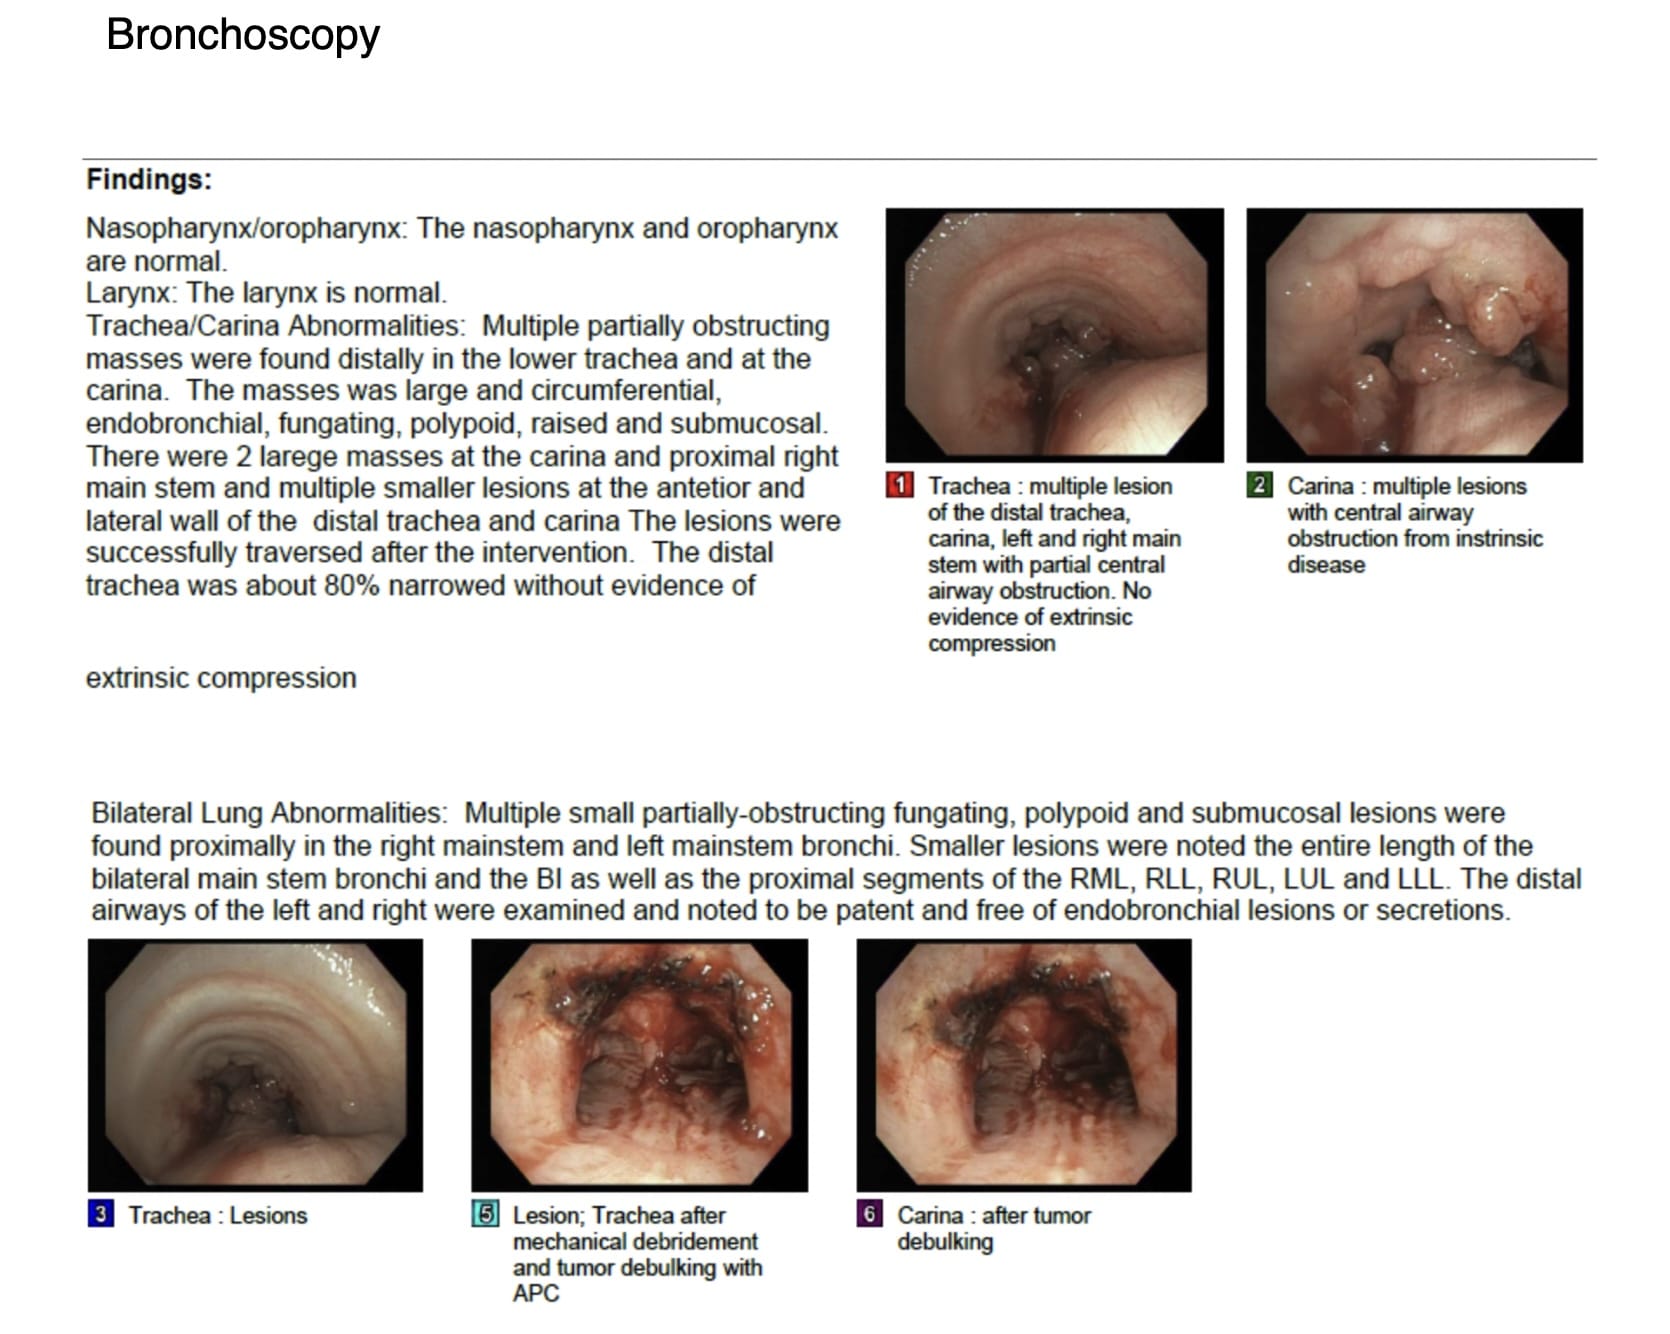 Bronchoscopy
Findings:
Nasopharynx/oropharynx: The nasopharynx and oropharynx
are normal.
Larynx: The larynx is normal.
Trachea/Carina Abnormalities: Multiple partially obstructing
masses were found distally in the lower trachea and at the
carina. The masses was large and circumferential,
endobronchial, fungating, polypoid, raised and submucosal.
There were 2 larege masses at the carina and proximal right
main stem and multiple smaller lesions at the antetior and
lateral wall of the distal trachea and carina The lesions were
successfully traversed after the intervention. The distal
trachea was about 80% narrowed without evidence of
extrinsic compression
1 Trachea : multiple lesion
of the distal trachea,
carina, left and right main
stem with partial central
airway obstruction. No
evidence of extrinsic
compression
2 Carina : multiple lesions
with central airway
obstruction from instrinsic
disease
Bilateral Lung Abnormalities: Multiple small partially-obstructing fungating, polypoid and submucosal lesions were
found proximally in the right mainstem and left mainstem bronchi. Smaller lesions were noted the entire length of the
bilateral main stem bronchi and the BI as well as the proximal segments of the RML, RLL, RUL, LUL and LLL. The distal
airways of the left and right were examined and noted to be patent and free of endobronchial lesions or secretions.
3 Trachea : Lesions
5 Lesion; Trachea after
mechanical debridement
and tumor debulking with
APC
6 Carina : after tumor
debulking